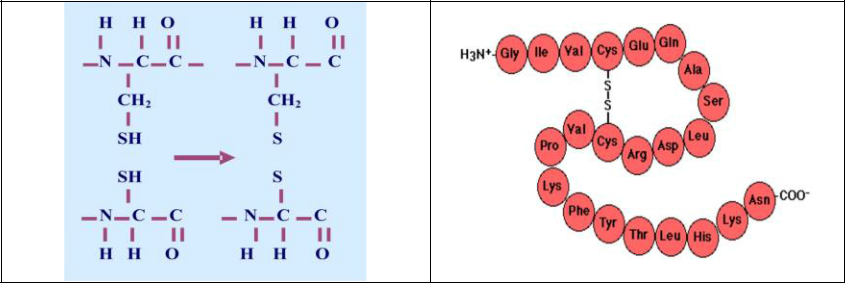 H H O H H O
N C C N C C
CH₂ CH₂
SH S
SH S
N C C N C C
H H O H H O
H3N⁺ Gly Ile Val Cys Glu Gln
Ala
Ser
Leu
Asp
Arg
Cys
Val
Pro
Lys
Phe
Tyr
Thr
Leu
His
Lys
Asn COO⁻
S
S